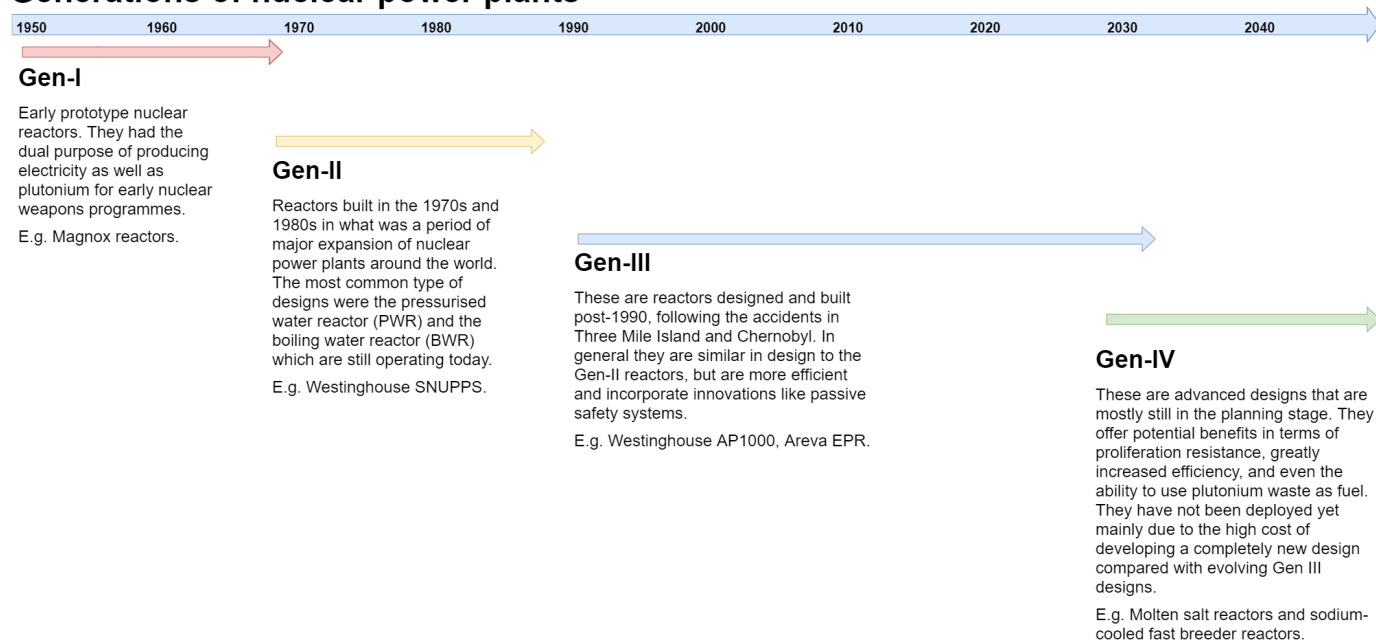 Generations of nuclear power plants
1950 1960 1970 1980 1990 2000 2010 2020 2030 2040
Gen-I
Early prototype nuclear
reactors. They had the
dual purpose of producing
electricity as well as
plutonium for early nuclear
weapons programmes.
E.g. Magnox reactors.
Gen-II
Reactors built in the 1970s and
1980s in what was a period of
major expansion of nuclear
power plants around the world.
The most common type of
designs were the pressurised
water reactor (PWR) and the
boiling water reactor (BWR)
which are still operating today.
E.g. Westinghouse SNUPPS.
Gen-III
These are reactors designed and built
post-1990, following the accidents in
Three Mile Island and Chernobyl. In
general they are similar in design to the
Gen-II reactors, but are more efficient
and incorporate innovations like passive
safety systems.
E.g. Westinghouse AP1000, Areva EPR.
Gen-IV
These are advanced designs that are
mostly still in the planning stage. They
offer potential benefits in terms of
proliferation resistance, greatly
increased efficiency, and even the
ability to use plutonium waste as fuel.
They have not been deployed yet
mainly due to the high cost of
developing a completely new design
compared with evolving Gen III
designs.
E.g. Molten salt reactors and sodium-
cooled fast breeder reactors.